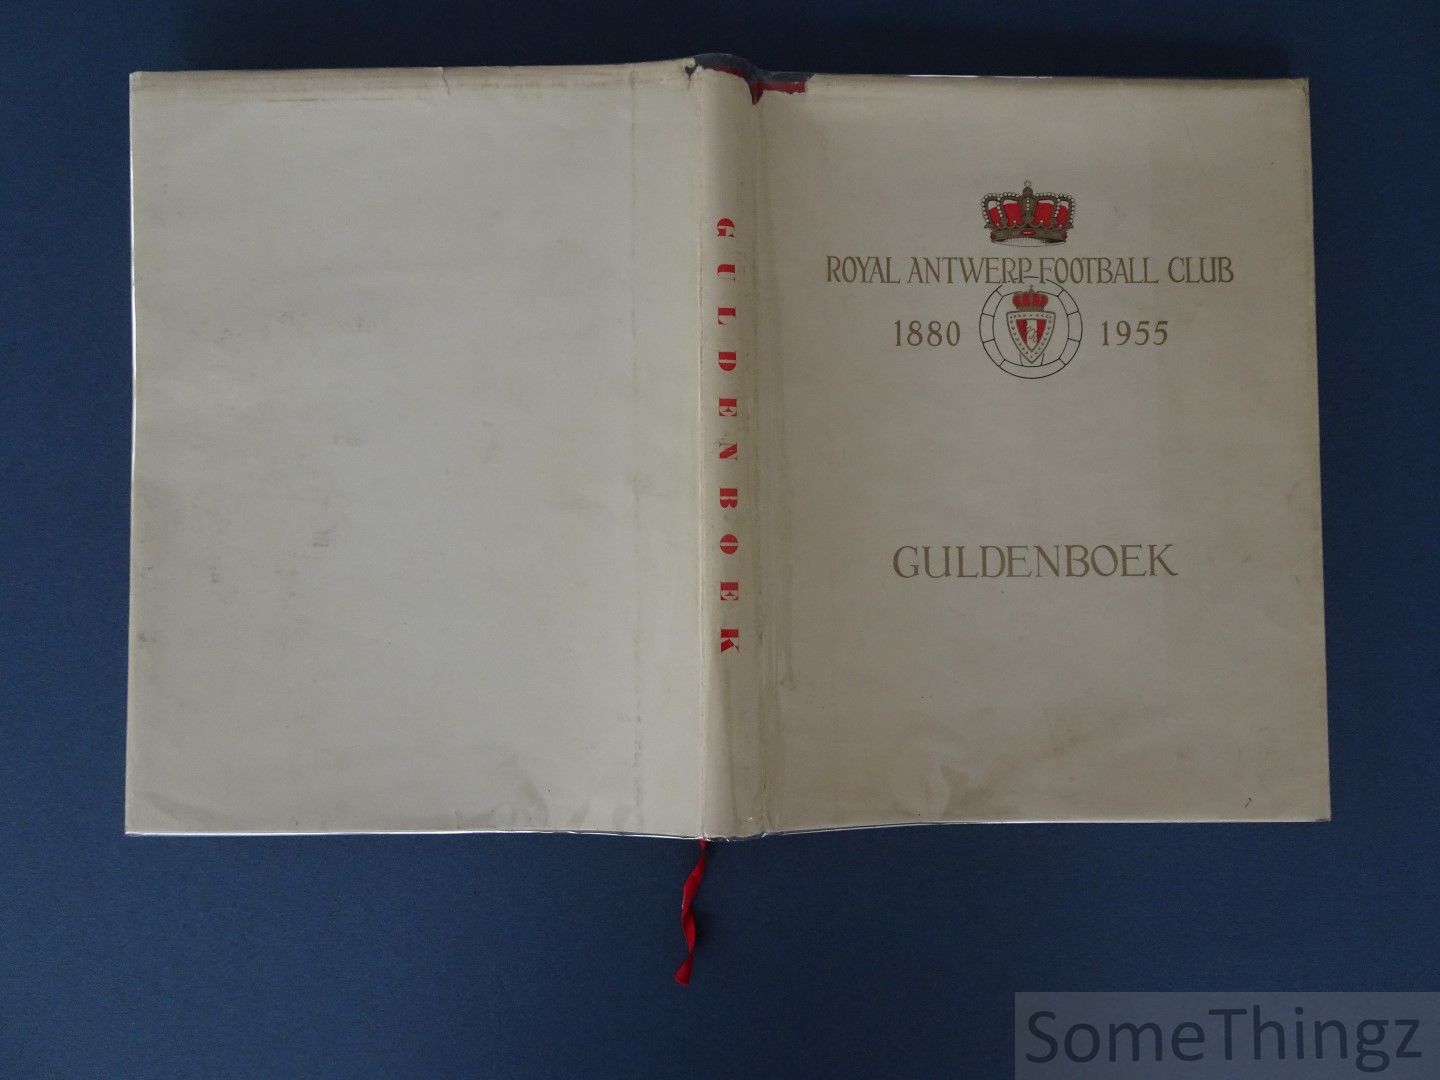 GULDENBOEK
ROYAL ANTWERP FOOTBALL CLUB
1880 1955
GULDENBOEK
SomeThingz